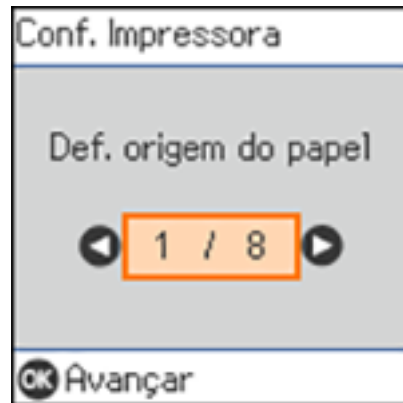 Conf. Impressora
Def. origem do papel
1 / 8
OK Avançar